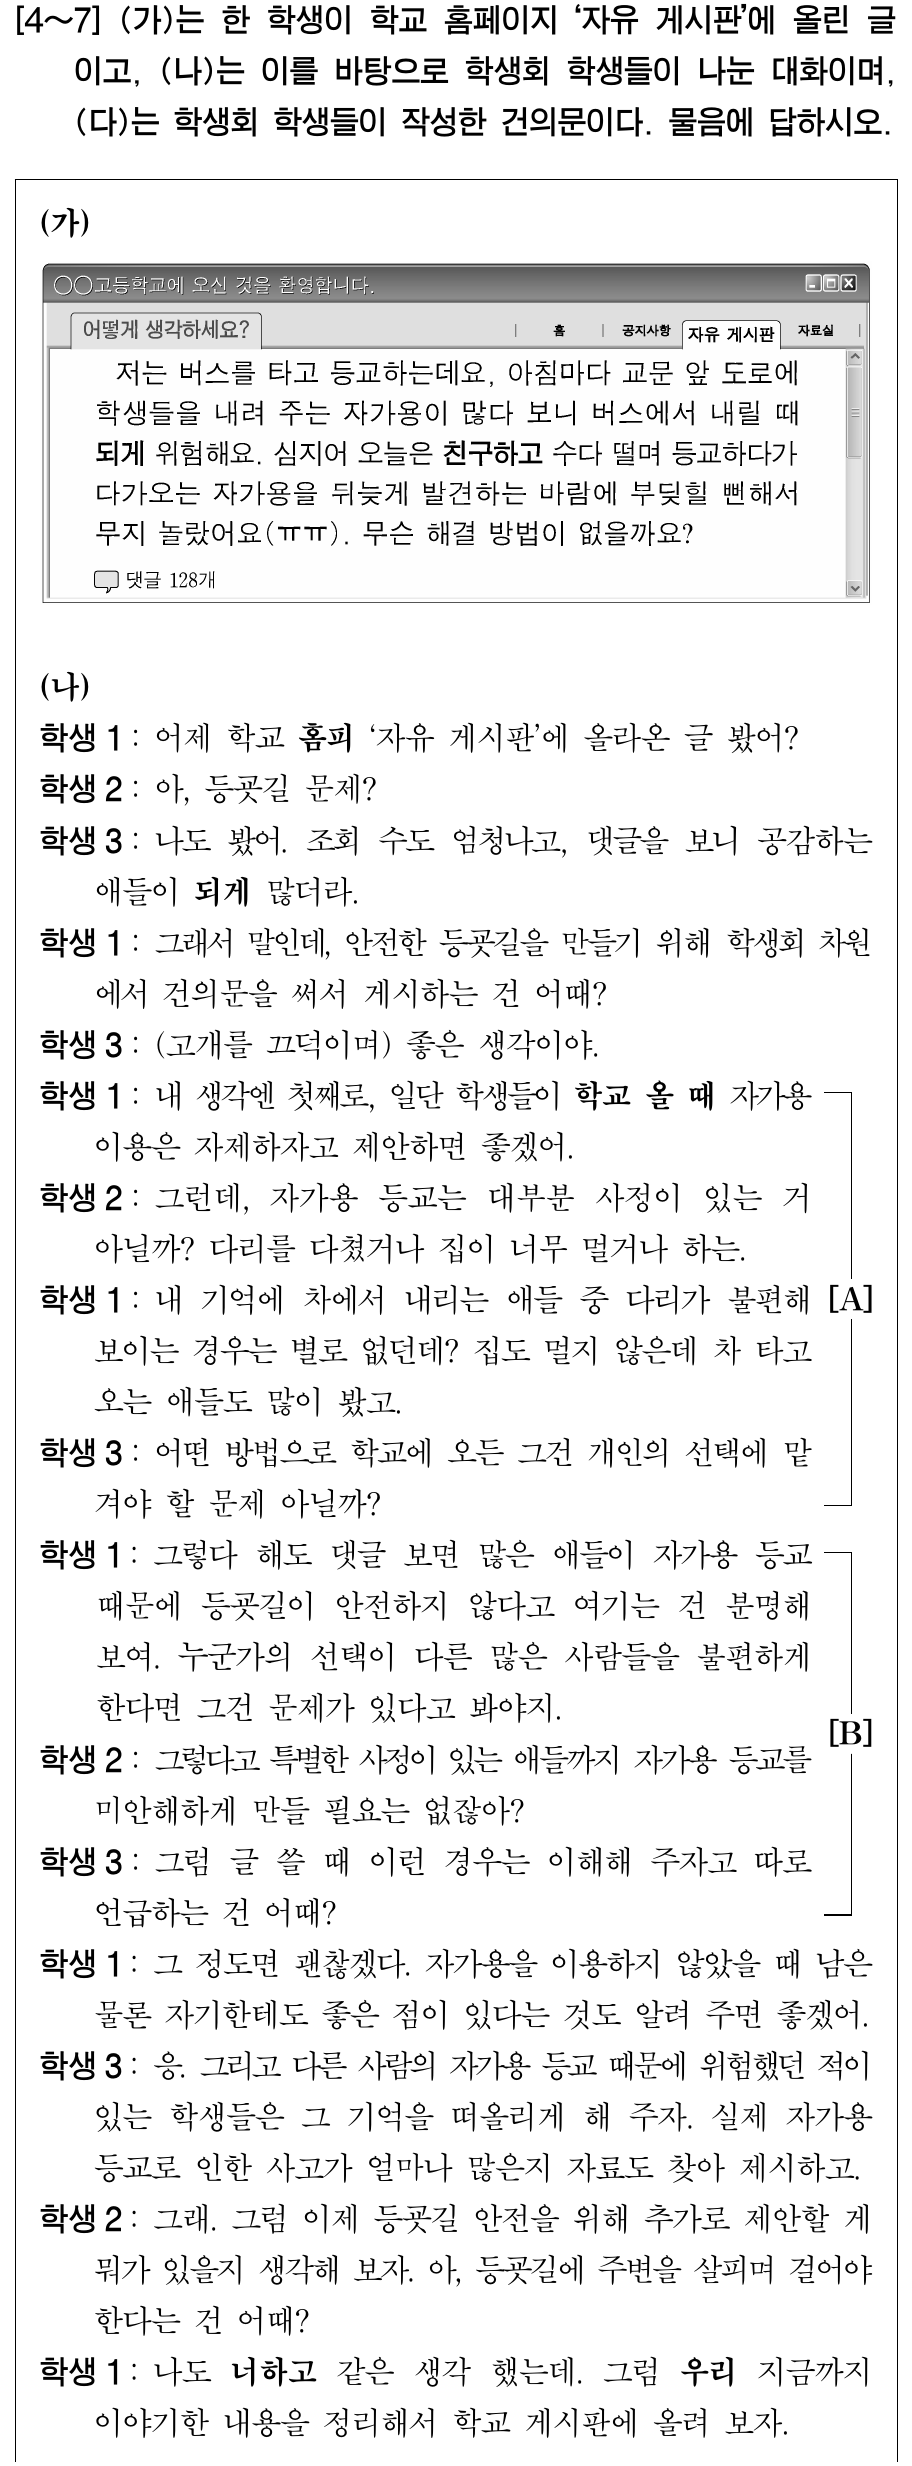 [4~7] (가)는 한 학생이 학교 홈페이지 ‘자유 게시판’에 올린 글
이고, (나)는 이를 바탕으로 학생회 학생들이 나눈 대화이며,
(다)는 학생회 학생들이 작성한 건의문이다. 물음에 답하시오.
(가)
○○고등학교에 오신 것을 환영합니다.
어떻게 생각하세요? | 홈 | 공지사항 자유 게시판 자료실 |
저는 버스를 타고 등교하는데요, 아침마다 교문 앞 도로에
학생들을 내려 주는 자가용이 많다 보니 버스에서 내릴 때
되게 위험해요. 심지어 오늘은 친구하고 수다 떨며 등교하다가
다가오는 자가용을 뒤늦게 발견하는 바람에 부딪힐 뻔해서
무지 놀랐어요(ㅠㅠ). 무슨 해결 방법이 없을까요?
댓글 128개
(나)
학생 1 : 어제 학교 홈피 ‘자유 게시판’에 올라온 글 봤어?
학생 2 : 아, 등굣길 문제?
학생 3 : 나도 봤어. 조회 수도 엄청나고, 댓글을 보니 공감하는
애들이 되게 많더라.
학생 1 : 그래서 말인데, 안전한 등굣길을 만들기 위해 학생회 차원
에서 건의문을 써서 게시하는 건 어때?
학생 3 : (고개를 끄덕이며) 좋은 생각이야.
학생 1 : 내 생각엔 첫째로, 일단 학생들이 학교 올 때 자가용
이용은 자제하자고 제안하면 좋겠어.
학생 2 : 그런데, 자가용 등교는 대부분 사정이 있는 거
아닐까? 다리를 다쳤거나 집이 너무 멀거나 하는.
학생 1 : 내 기억에 차에서 내리는 애들 중 다리가 불편해 [A]
보이는 경우는 별로 없던데? 집도 멀지 않은데 차 타고
오는 애들도 많이 봤고.
학생 3 : 어떤 방법으로 학교에 오든 그건 개인의 선택에 맡
겨야 할 문제 아닐까?
학생 1 : 그렇다 해도 댓글 보면 많은 애들이 자가용 등교
때문에 등굣길이 안전하지 않다고 여기는 건 분명해
보여. 누군가의 선택이 다른 많은 사람들을 불편하게
한다면 그건 문제가 있다고 봐야지.
[B]
학생 2 : 그렇다고 특별한 사정이 있는 애들까지 자가용 등교를
미안해하게 만들 필요는 없잖아?
학생 3 : 그럼 글 쓸 때 이런 경우는 이해해 주자고 따로
언급하는 건 어때?
학생 1 : 그 정도면 괜찮겠다. 자가용을 이용하지 않았을 때 남은
물론 자기한테도 좋은 점이 있다는 것도 알려 주면 좋겠어.
학생 3 : 응. 그리고 다른 사람의 자가용 등교 때문에 위험했던 적이
있는 학생들은 그 기억을 떠올리게 해 주자. 실제 자가용
등교로 인한 사고가 얼마나 많은지 자료도 찾아 제시하고.
학생 2 : 그래. 그럼 이제 등굣길 안전을 위해 추가로 제안할 게
뭐가 있을지 생각해 보자. 아, 등굣길에 주변을 살피며 걸어야
한다는 건 어때?
학생 1 : 나도 너하고 같은 생각 했는데. 그럼 우리 지금까지
이야기한 내용을 정리해서 학교 게시판에 올려 보자.